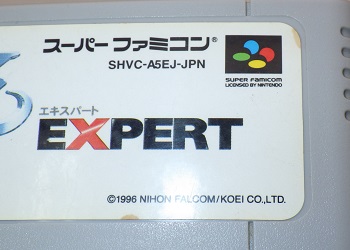 スーパーファミコン®
SHVC-A5EJ-JPN
SUPER FAMICOM
LICENSED BY NINTENDO
エキスパート
EXPERT
©1996 NIHON FALCOM/KOEI CO.,LTD.